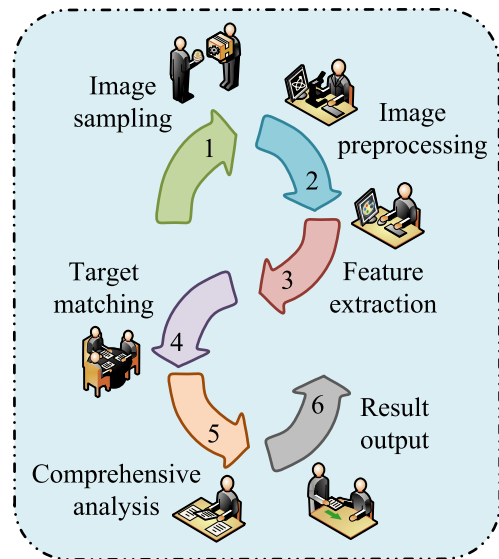 Image
sampling
1
Image
preprocessing
2
3
Feature
extraction
Target
matching
4
5
Comprehensive
analysis
6
Result
output